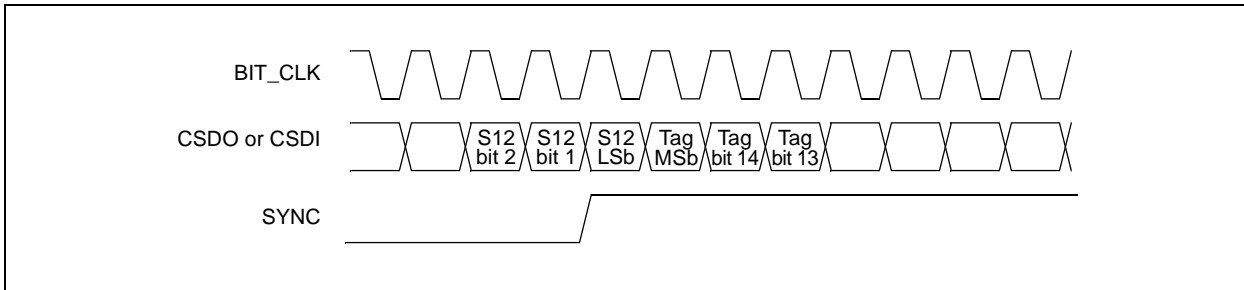 BIT_CLK
CSDO or CSDI
S12 bit 2
S12 bit 1
S12 LSb
Tag MSb
Tag bit 14
Tag bit 13
SYNC